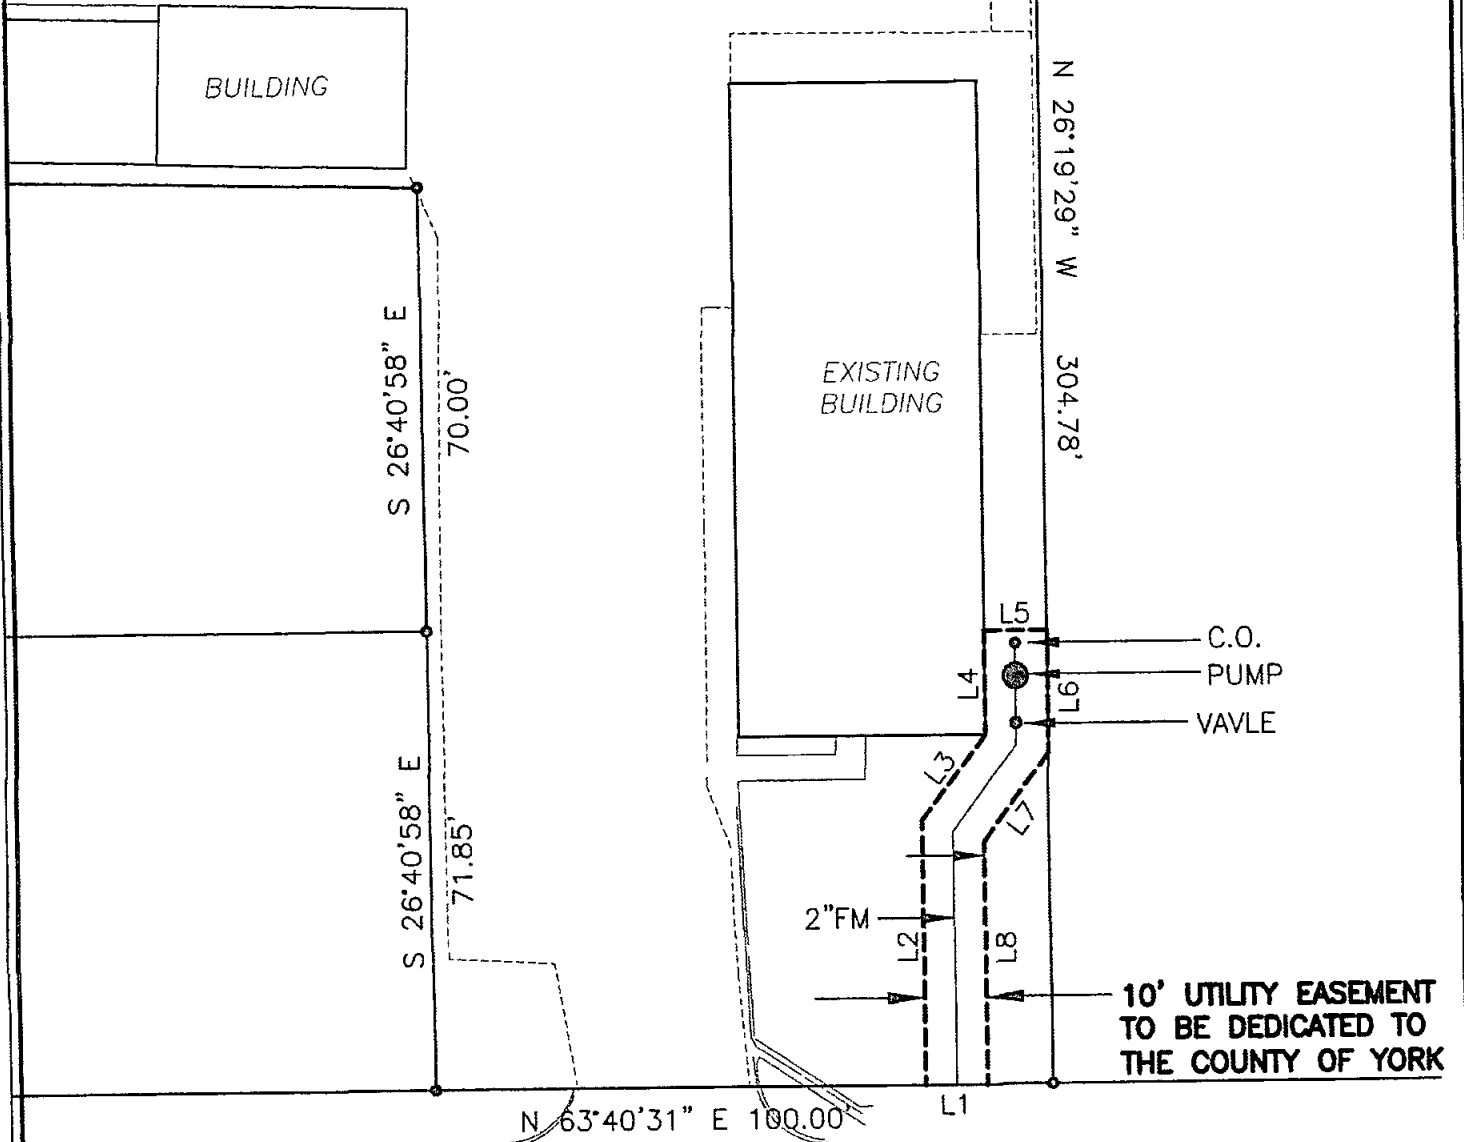 BUILDING
N 26°19'29" W 304.78'
S 26°40'58" E
70.00'
EXISTING
BUILDING
L5
C.O.
L4
PUMP
L6
VAVLE
L3
S 26°40'58" E
71.85'
L7
2"FM
L2
L8
10' UTILITY EASEMENT
TO BE DEDICATED TO
THE COUNTY OF YORK
L1
N 63°40'31" E 100.00'